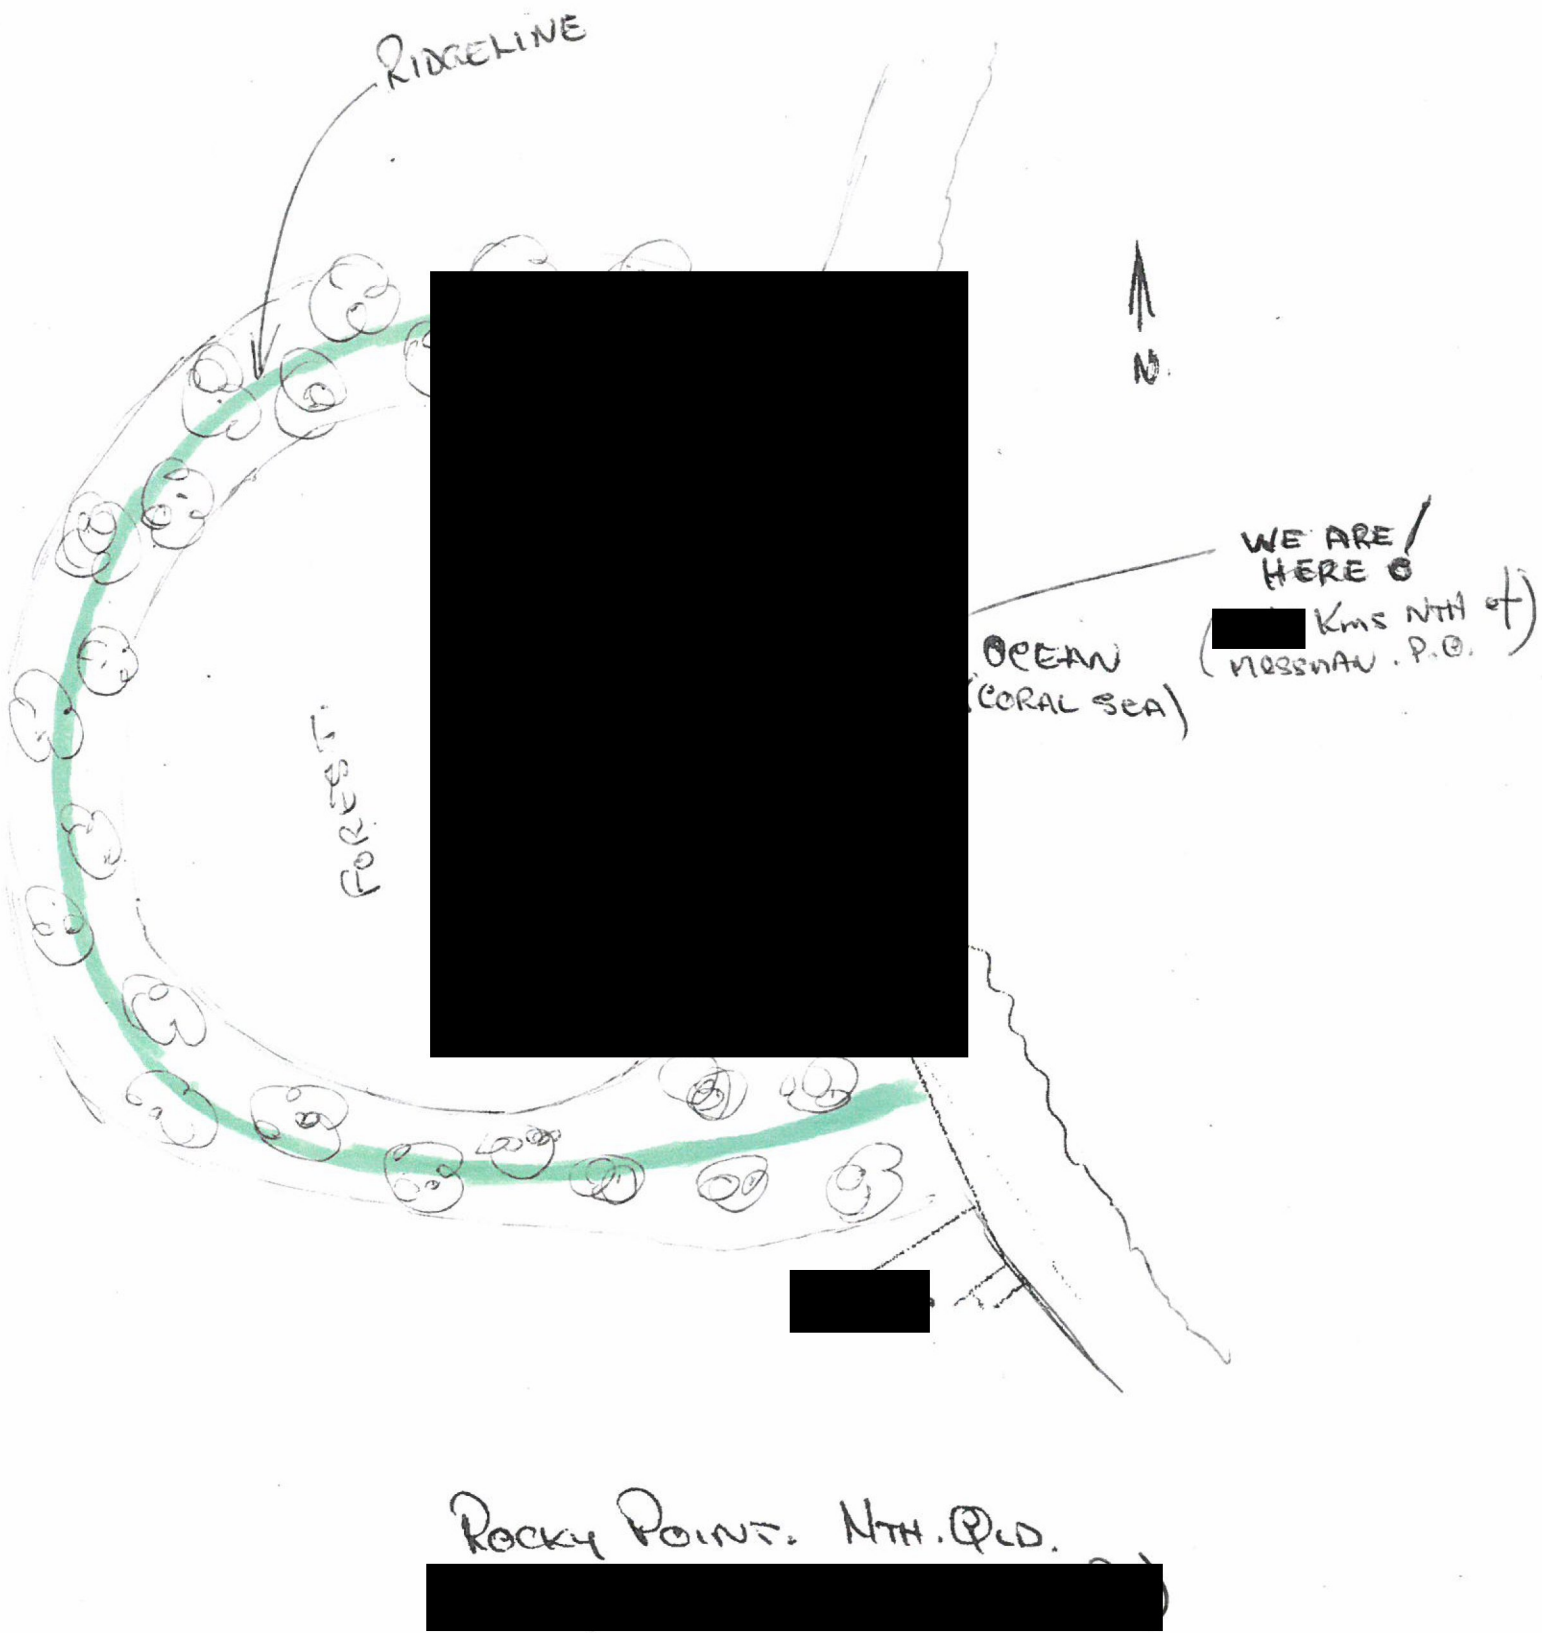 RIDGELINE
N.
WE ARE
HERE!
Kms NTH of
MOSSMAN. P.O.)
OCEAN
(CORAL SEA)
FOREST.
ROCKY POINT. NTH. QLD.